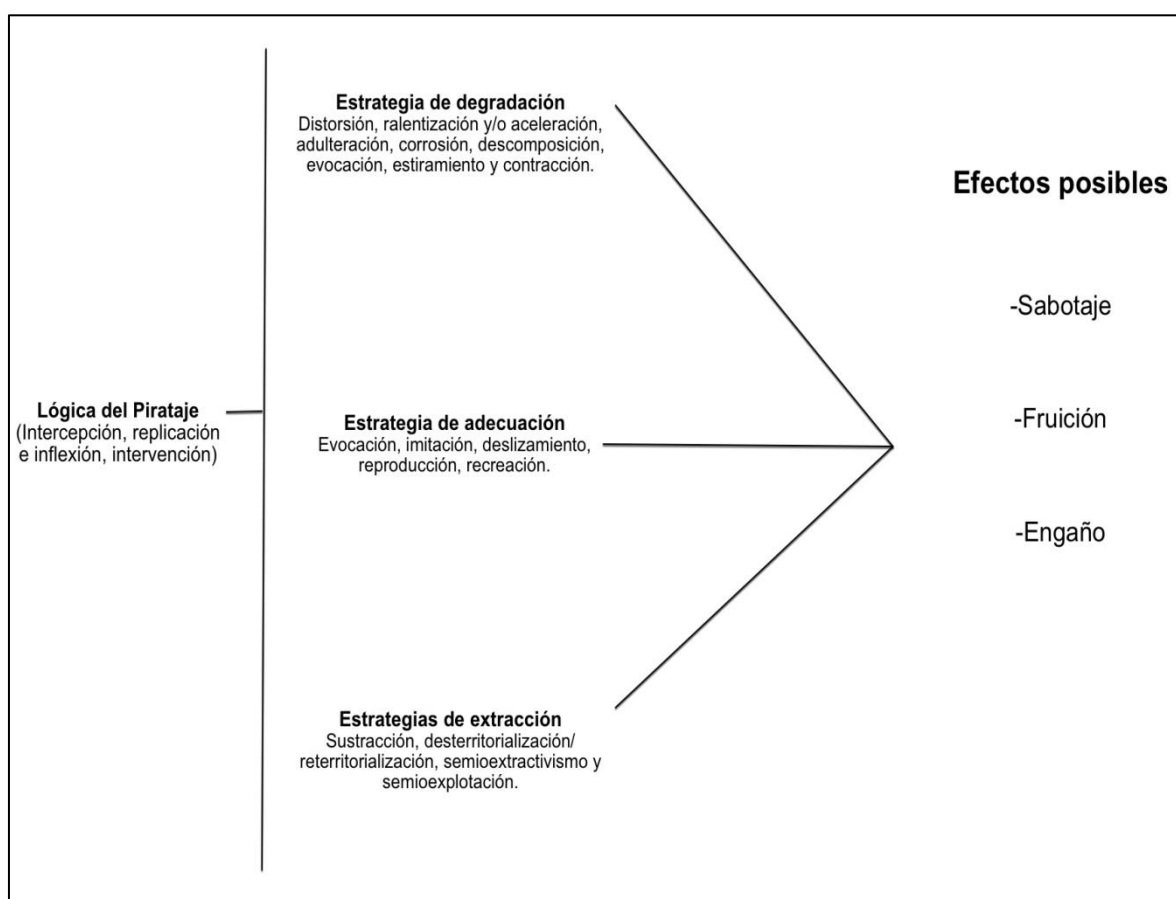 Lógica del Pirataje
(Intercepción, replicación
e inflexión, intervención)
Estrategia de degradación
Distorsión, ralentización y/o aceleración,
adulteración, corrosión, descomposición,
evocación, estiramiento y contracción.
Estrategia de adecuación
Evocación, imitación, deslizamiento,
reproducción, recreación.
Estrategias de extracción
Sustracción, desterritorialización/
reterritorialización, semioextractivismo y
semioexplotación.
Efectos posibles
-Sabotaje
-Fruición
-Engaño